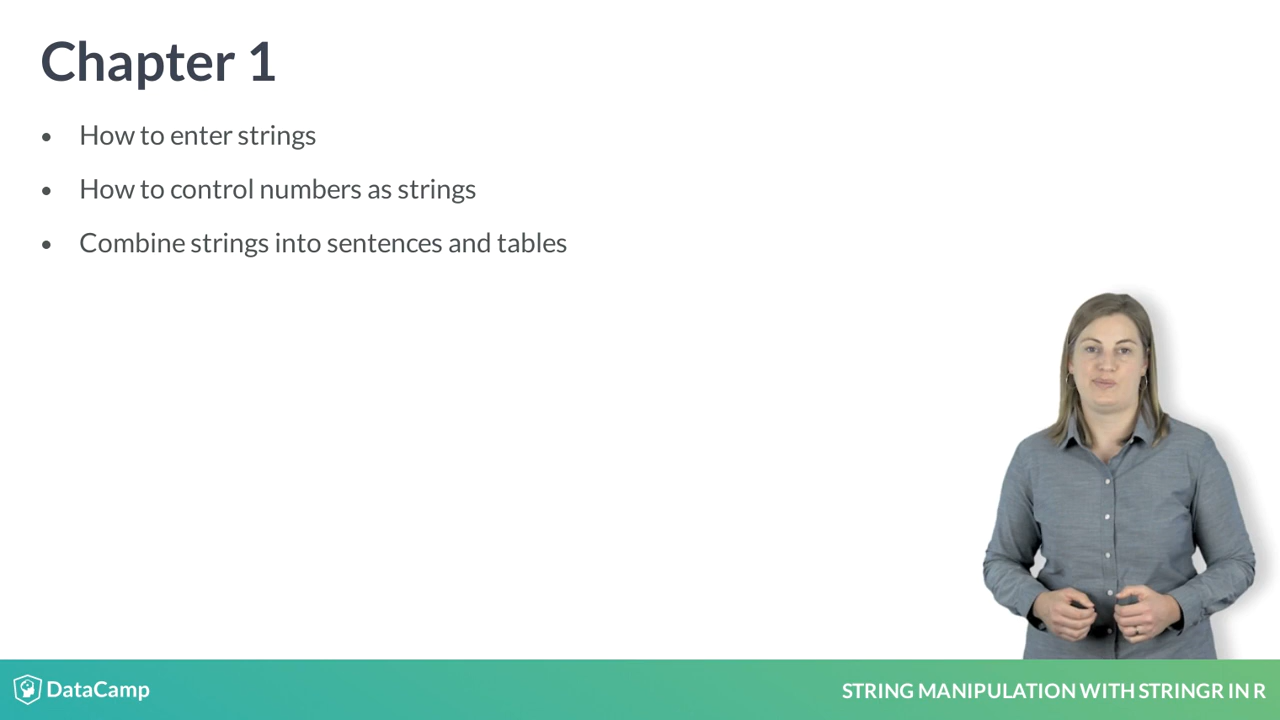 Chapter 1
• How to enter strings
• How to control numbers as strings
• Combine strings into sentences and tables
DataCamp
STRING MANIPULATION WITH STRINGR IN R